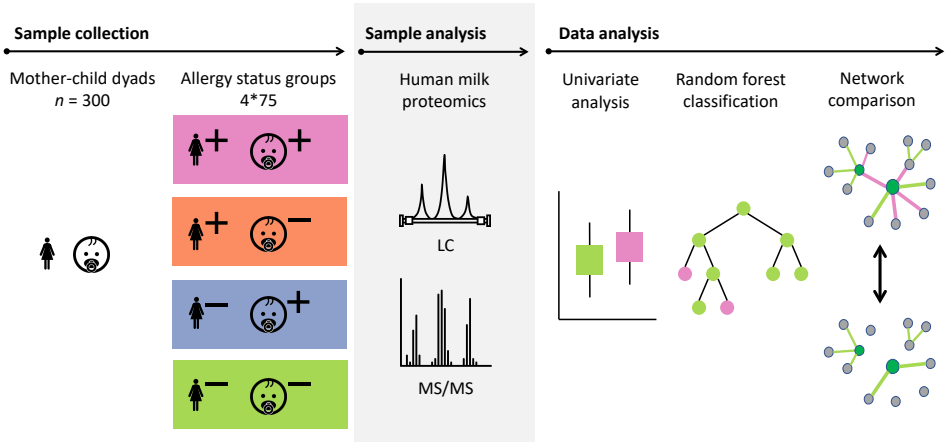 Sample collection
Sample analysis
Data analysis
Mother-child dyads
n = 300
Allergy status groups
4*75
Human milk
proteomics
Univariate
analysis
Random forest
classification
Network
comparison
+ +
+ −
− +
− −
LC
MS/MS